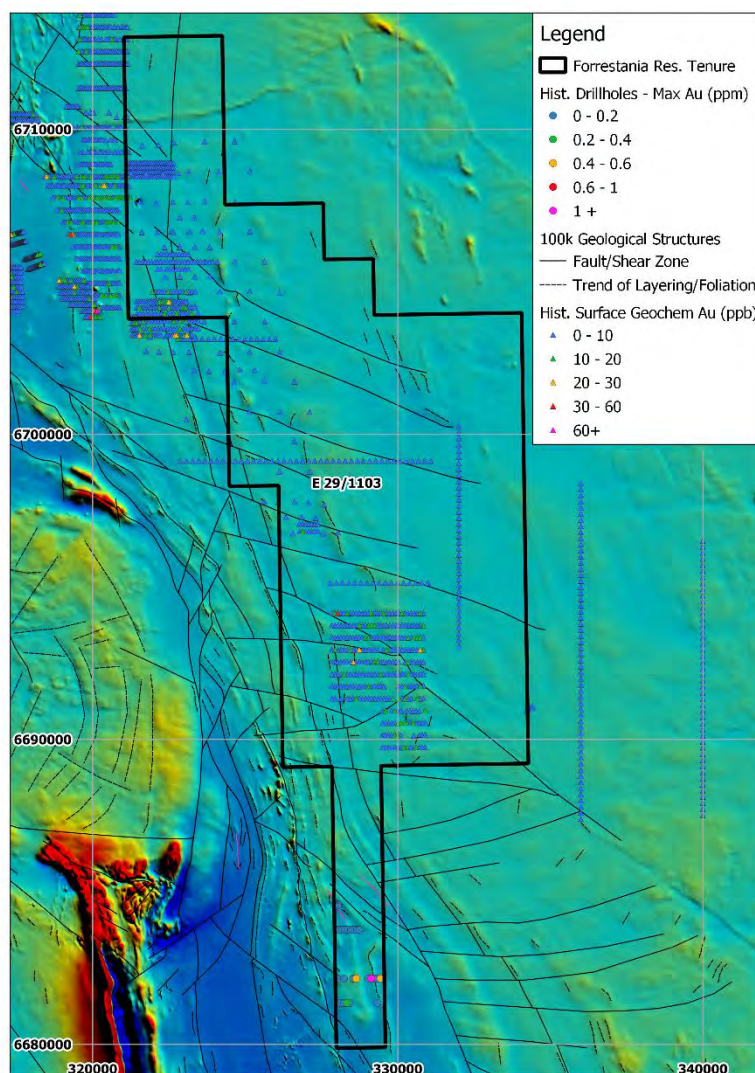 Legend
Forrestania Res. Tenure
Hist. Drillholes - Max Au (ppm)
0 - 0.2
0.2 - 0.4
0.4 - 0.6
0.6 - 1
1 +
100k Geological Structures
Fault/Shear Zone
Trend of Layering/Foliation
Hist. Surface Geochem Au (ppb)
0 - 10
10 - 20
20 - 30
30 - 60
60+
6710000
6700000
E 29/1103
6690000
6680000
320000
330000
340000